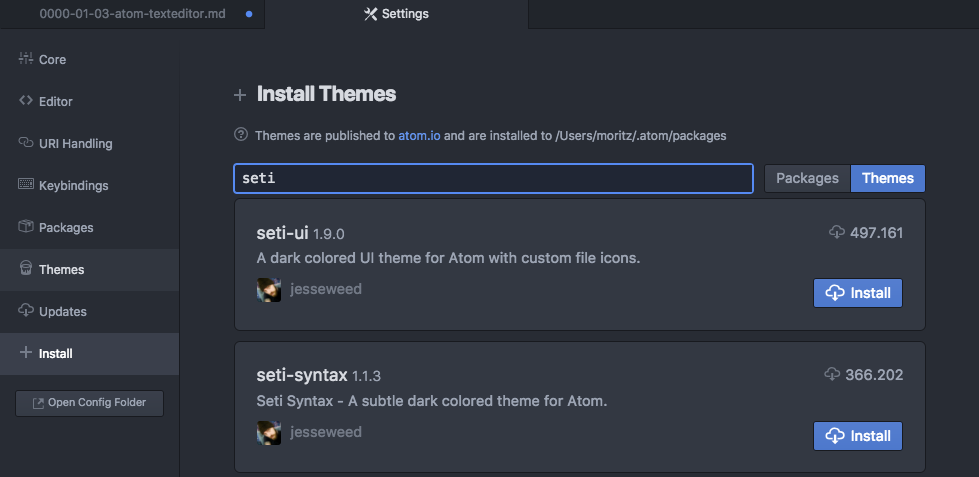 0000-01-03-atom-texteditor.md
Settings
Core
Editor
URI Handling
Keybindings
Packages
Themes
Updates
Install
Open Config Folder
Install Themes
Themes are published to atom.io and are installed to /Users/moritz/.atom/packages
seti
Packages Themes
seti-ui 1.9.0 497.161
A dark colored UI theme for Atom with custom file icons.
jesseweed Install
seti-syntax 1.1.3 366.202
Seti Syntax - A subtle dark colored theme for Atom.
jesseweed Install